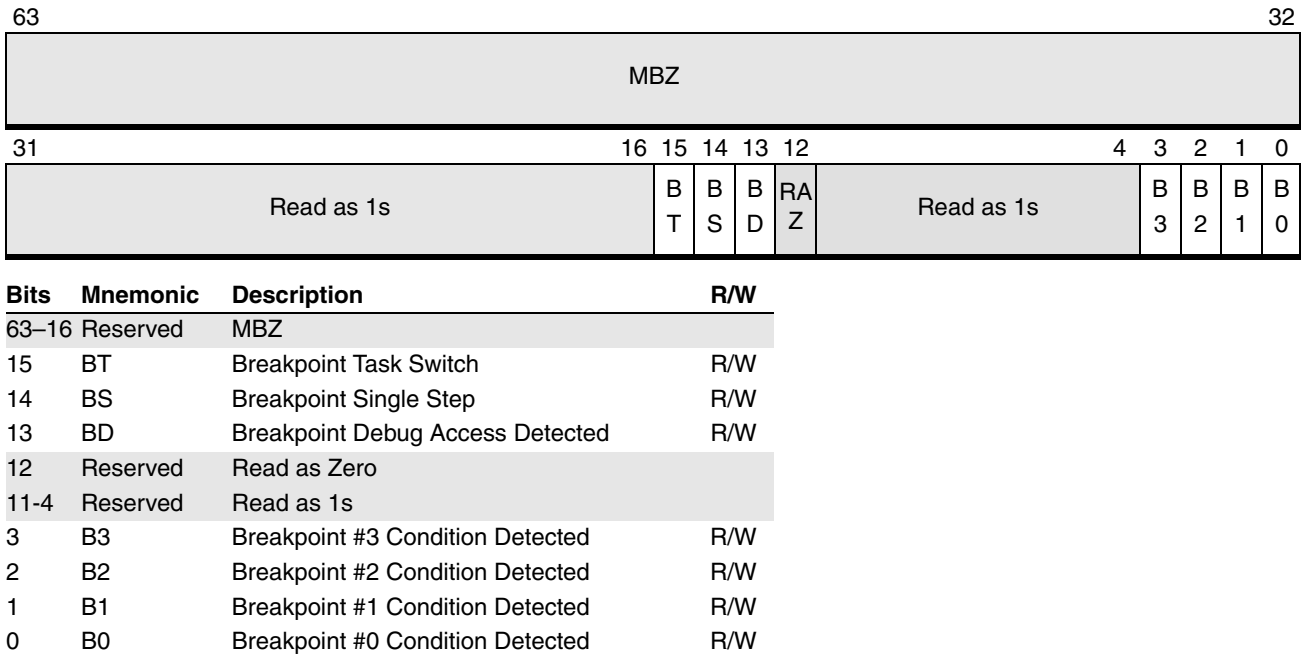 63 32
MBZ
31 16 15 14 13 12 4 3 2 1 0
Read as 1s B T B S B D RA Z Read as 1s B 3 B 2 B 1 B 0
Bits Mnemonic Description R/W
63–16 Reserved MBZ
15 BT Breakpoint Task Switch R/W
14 BS Breakpoint Single Step R/W
13 BD Breakpoint Debug Access Detected R/W
12 Reserved Read as Zero
11-4 Reserved Read as 1s
3 B3 Breakpoint #3 Condition Detected R/W
2 B2 Breakpoint #2 Condition Detected R/W
1 B1 Breakpoint #1 Condition Detected R/W
0 B0 Breakpoint #0 Condition Detected R/W